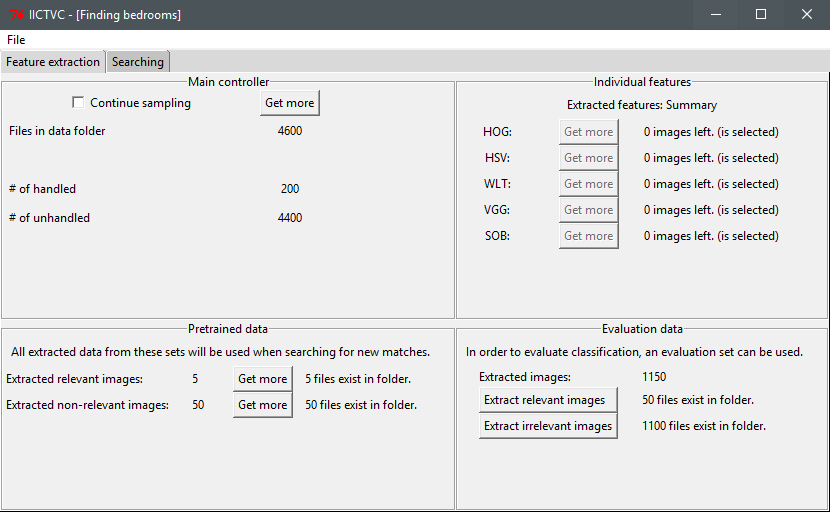 IICTVC - [Finding bedrooms]
File
Feature extraction Searching
Main controller
Continue sampling Get more
Files in data folder 4600
# of handled 200
# of unhandled 4400
Individual features
Extracted features: Summary
HOG: Get more 0 images left. (is selected)
HSV: Get more 0 images left. (is selected)
WLT: Get more 0 images left. (is selected)
VGG: Get more 0 images left. (is selected)
SOB: Get more 0 images left. (is selected)
Pretrained data
All extracted data from these sets will be used when searching for new matches.
Extracted relevant images: 5 Get more 5 files exist in folder.
Extracted non-relevant images: 50 Get more 50 files exist in folder.
Evaluation data
In order to evaluate classification, an evaluation set can be used.
Extracted images: 1150
Extract relevant images 50 files exist in folder.
Extract irrelevant images 1100 files exist in folder.